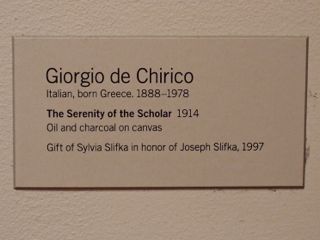 Giorgio de Chirico
Italian, born Greece. 1888–1978
The Serenity of the Scholar 1914
Oil and charcoal on canvas
Gift of Sylvia Slifka in honor of Joseph Slifka, 1997